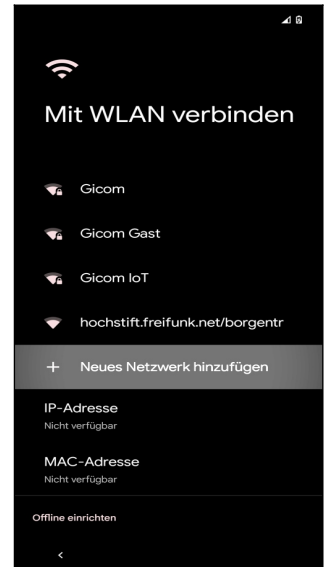 Mit WLAN verbinden
Gicom
Gicom Gast
Gicom IoT
hochstift.freifunk.net/borgentr
+ Neues Netzwerk hinzufügen
IP-Adresse
Nicht verfügbar
MAC-Adresse
Nicht verfügbar
Offline einrichten